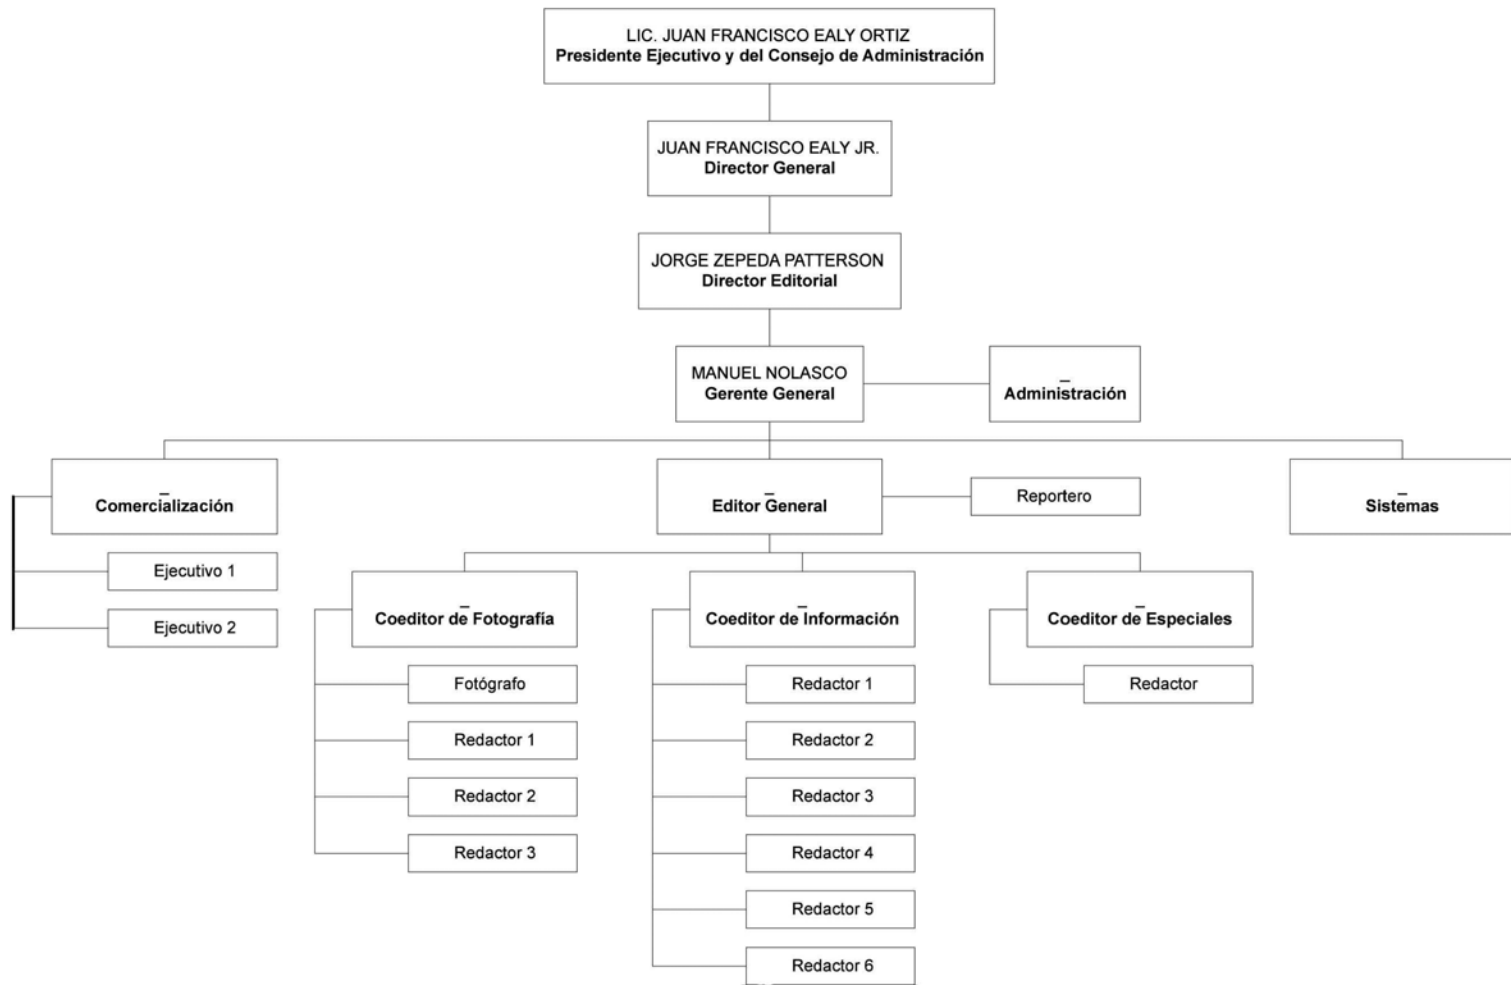 LIC. JUAN FRANCISCO EALY ORTIZ
Presidente Ejecutivo y del Consejo de Administración
JUAN FRANCISCO EALY JR.
Director General
JORGE ZEPEDA PATTERSON
Director Editorial
MANUEL NOLASCO
Gerente General
_
Administración
_
Comercialización
_
Editor General
Reportero
_
Sistemas
Ejecutivo 1
Ejecutivo 2
_
Coeditor de Fotografía
_
Coeditor de Información
_
Coeditor de Especiales
Fotógrafo
Redactor 1
Redactor 2
Redactor 3
Redactor 1
Redactor 2
Redactor 3
Redactor 4
Redactor 5
Redactor 6
Redactor